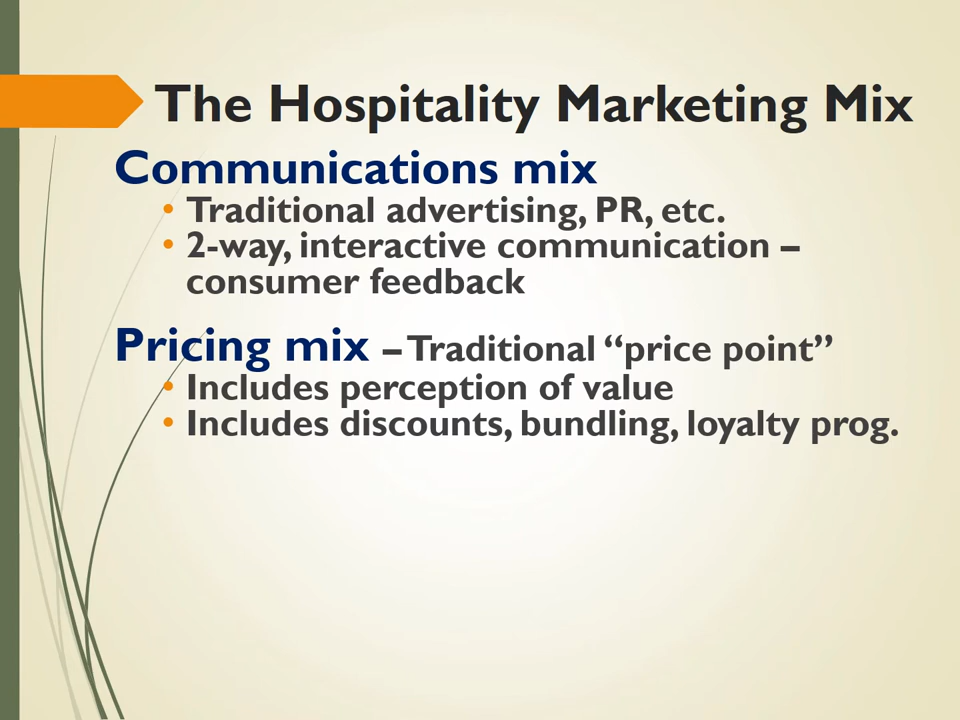 The Hospitality Marketing Mix
Communications mix
• Traditional advertising, PR, etc.
• 2-way, interactive communication –
consumer feedback
Pricing mix – Traditional “price point”
• Includes perception of value
• Includes discounts, bundling, loyalty prog.